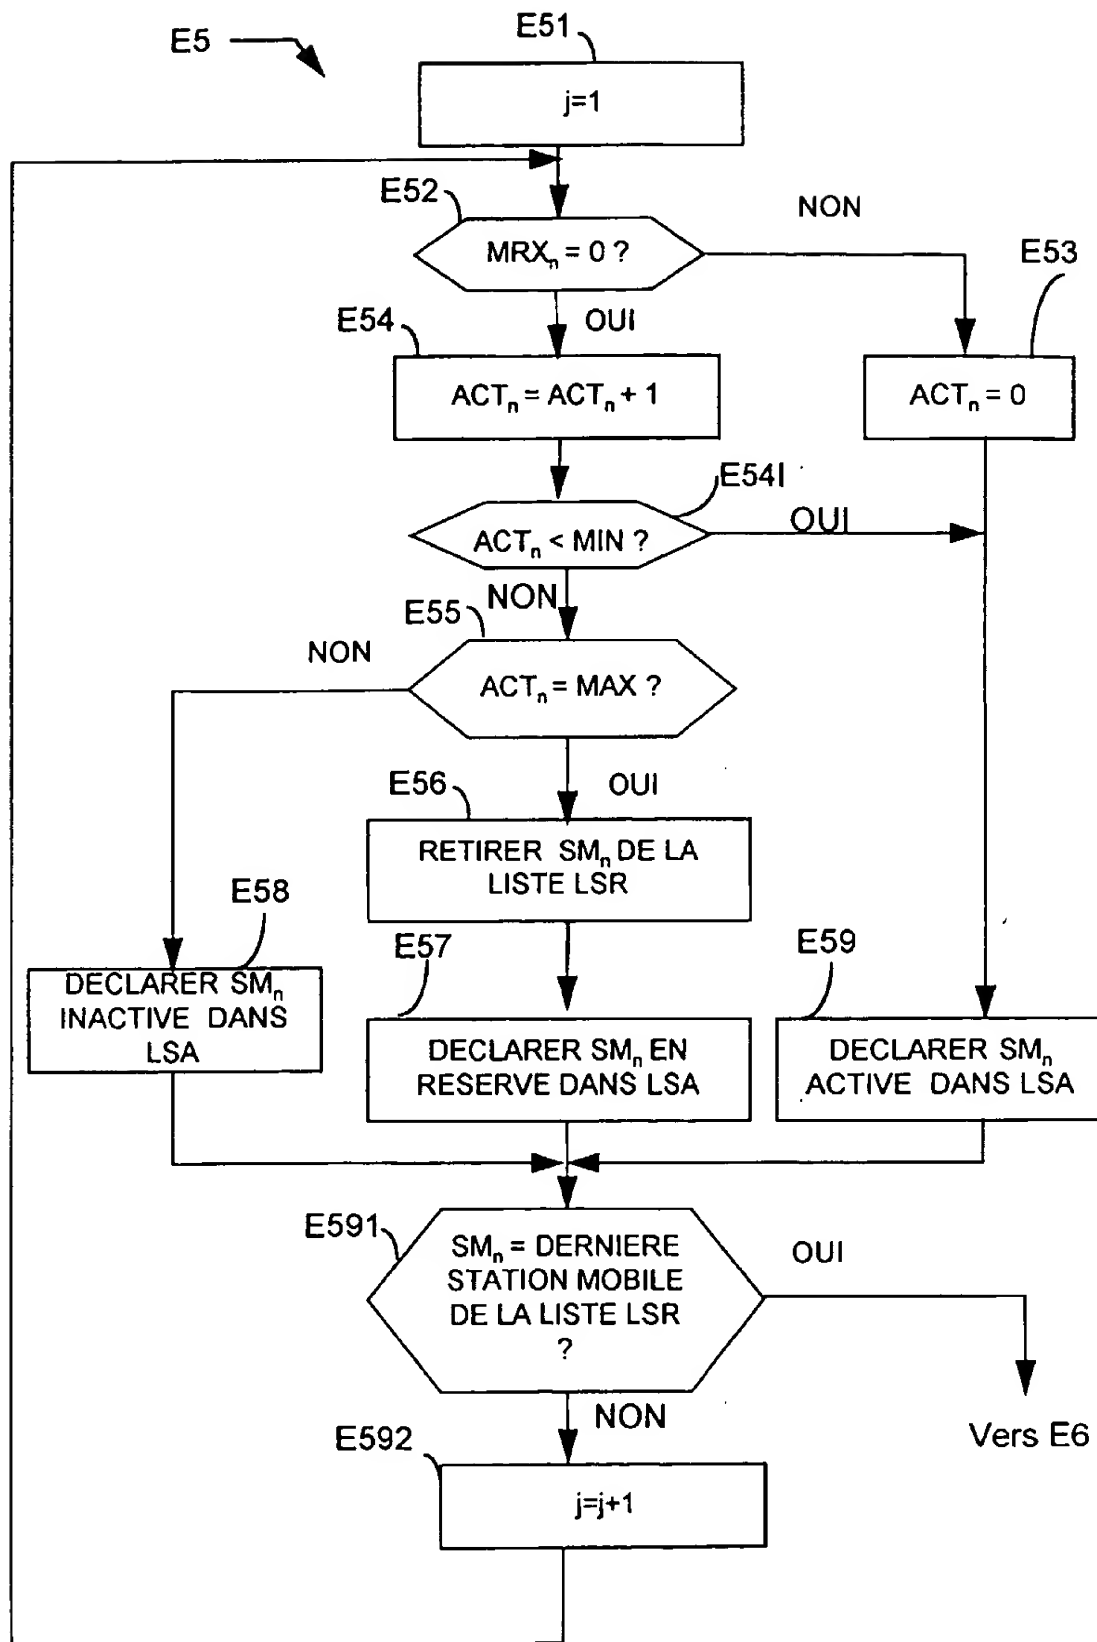 E5
E51
j=1
E52
NON
MRXn = 0 ?
E53
OUI
E54
ACTn = ACTn + 1
ACTn = 0
E541
OUI
ACTn < MIN ?
NON
E55
NON
ACTn = MAX ?
OUI
E56
RETIRER SMn DE LA
LISTE LSR
E58
E57
E59
DECLARER SMn
INACTIVE DANS
LSA
DECLARER SMn EN
RESERVE DANS LSA
DECLARER SMn
ACTIVE DANS LSA
E591
SMn = DERNIERE
STATION MOBILE
DE LA LISTE LSR
?
OUI
NON
Vers E6
E592
j=j+1